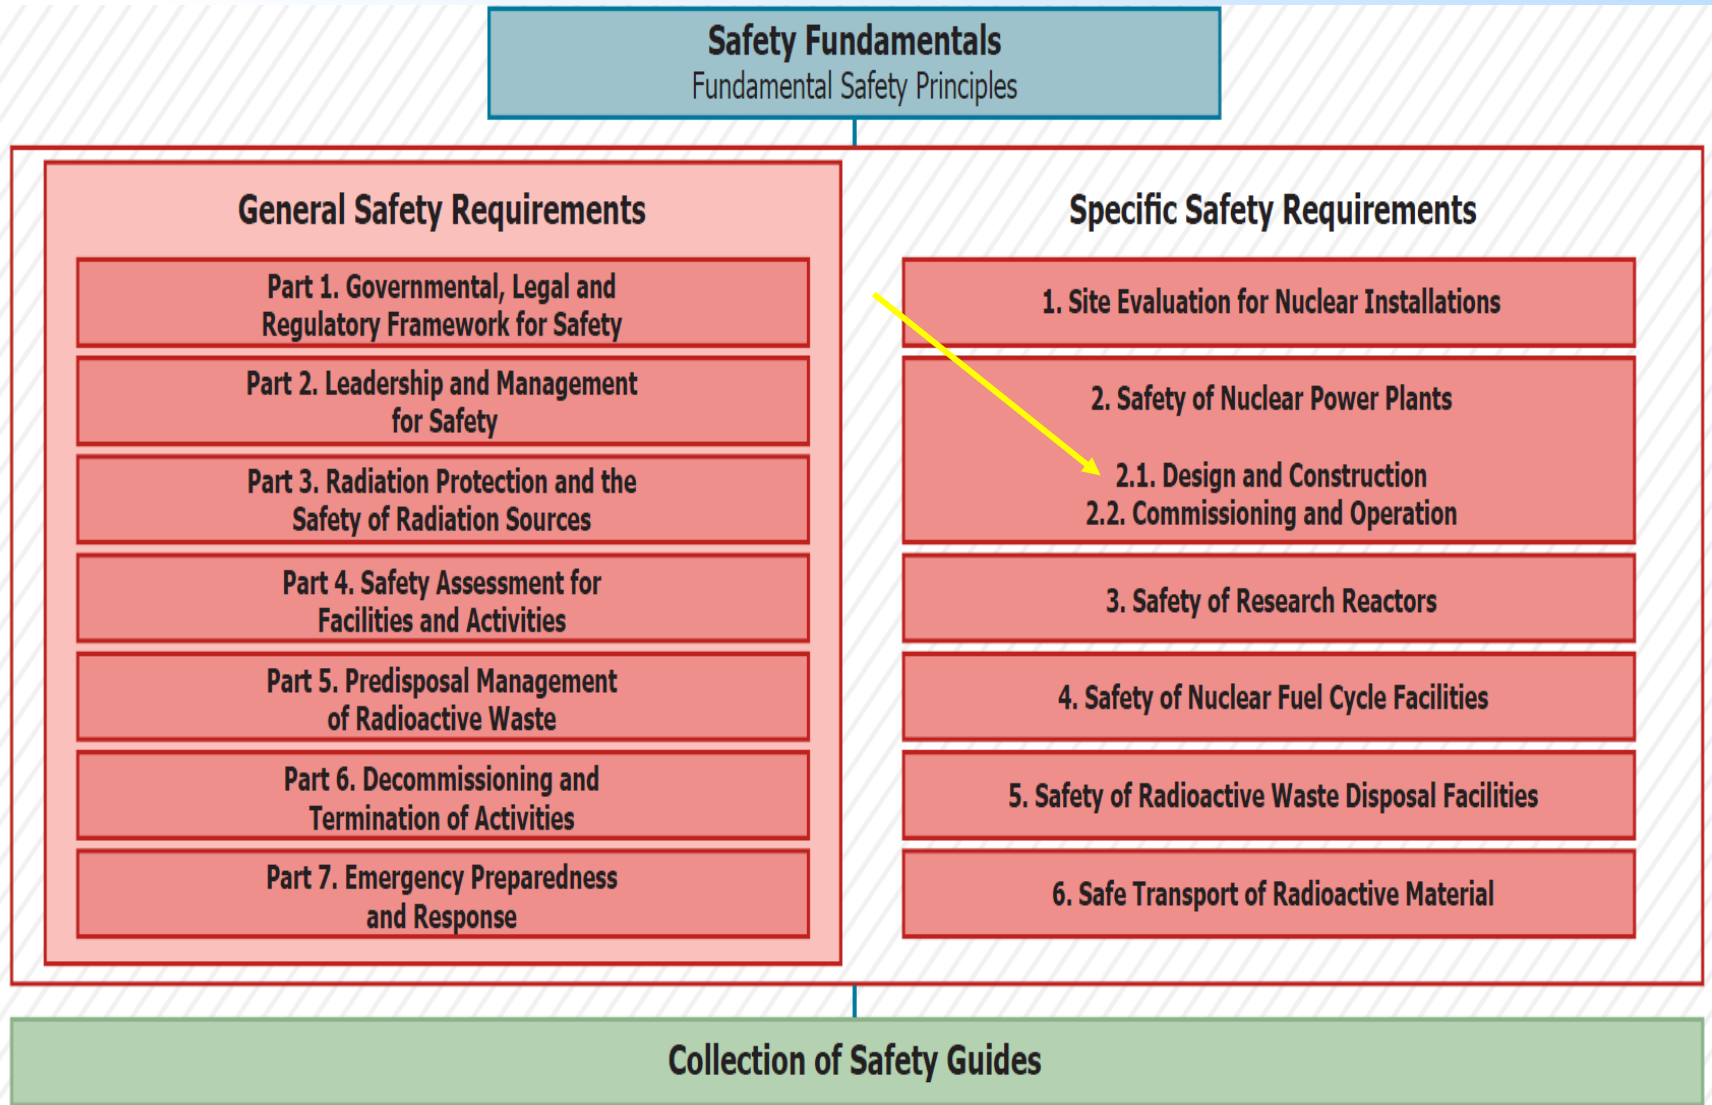 Safety Fundamentals
Fundamental Safety Principles
General Safety Requirements
Part 1. Governmental, Legal and
Regulatory Framework for Safety
Part 2. Leadership and Management
for Safety
Part 3. Radiation Protection and the
Safety of Radiation Sources
Part 4. Safety Assessment for
Facilities and Activities
Part 5. Predisposal Management
of Radioactive Waste
Part 6. Decommissioning and
Termination of Activities
Part 7. Emergency Preparedness
and Response
Specific Safety Requirements
1. Site Evaluation for Nuclear Installations
2. Safety of Nuclear Power Plants
2.1. Design and Construction
2.2. Commissioning and Operation
3. Safety of Research Reactors
4. Safety of Nuclear Fuel Cycle Facilities
5. Safety of Radioactive Waste Disposal Facilities
6. Safe Transport of Radioactive Material
Collection of Safety Guides